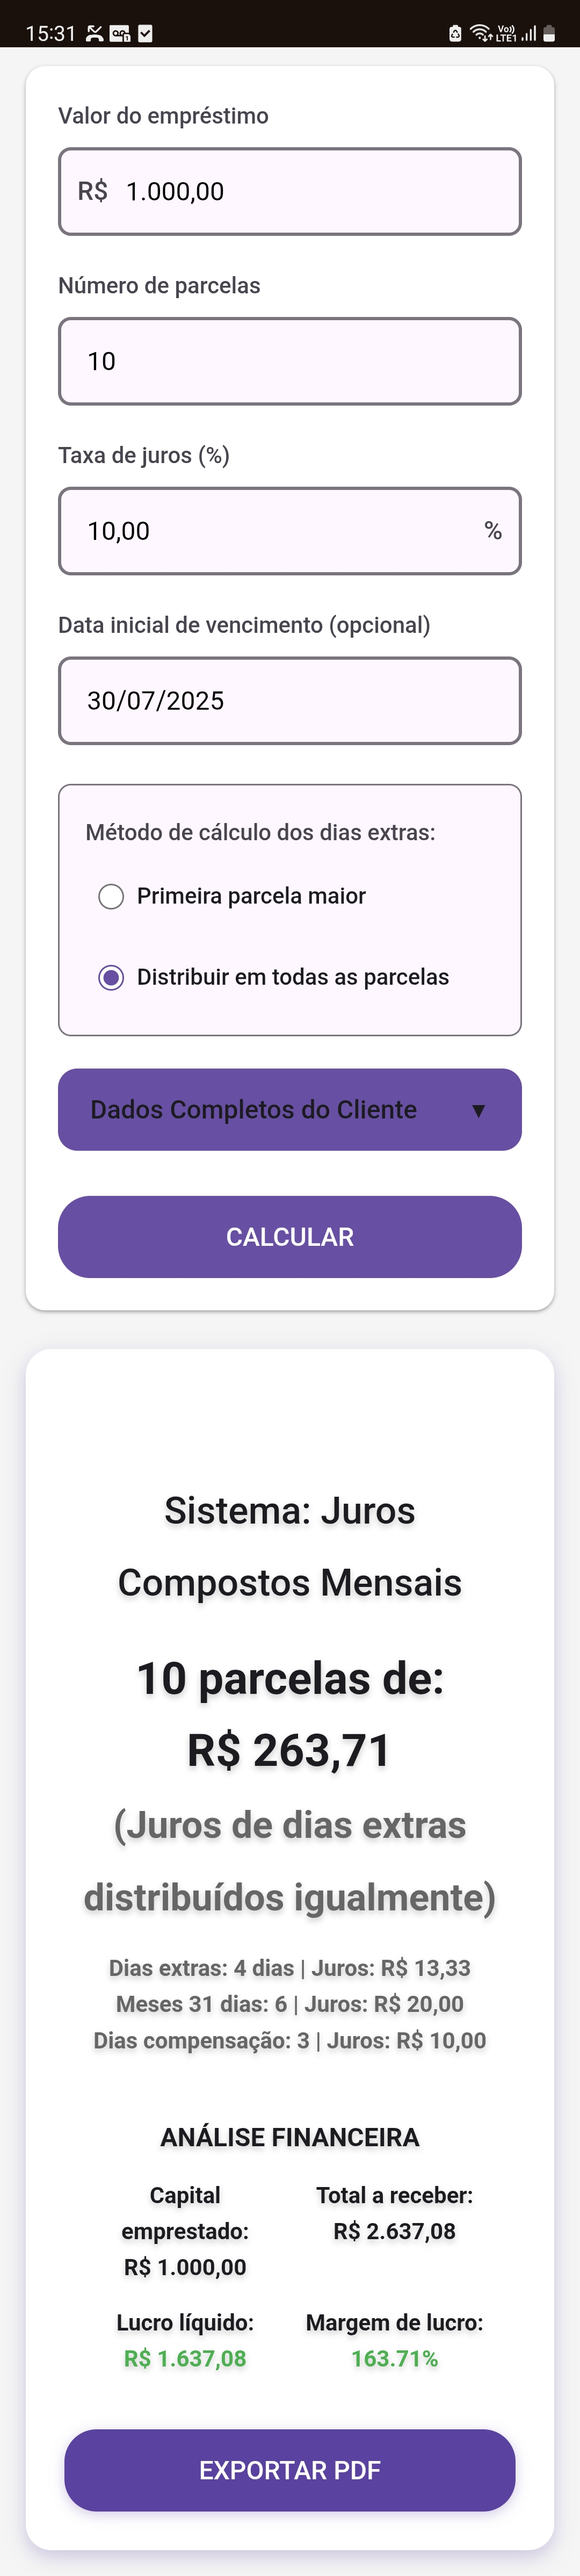 15:31
Vo))
LTE1
Valor do empréstimo
R$ 1.000,00
Número de parcelas
10
Taxa de juros (%)
10,00 %
Data inicial de vencimento (opcional)
30/07/2025
Método de cálculo dos dias extras:
Primeira parcela maior
Distribuir em todas as parcelas
Dados Completos do Cliente ▼
CALCULAR
Sistema: Juros
Compostos Mensais
10 parcelas de:
R$ 263,71
(Juros de dias extras
distribuídos igualmente)
Dias extras: 4 dias | Juros: R$ 13,33
Meses 31 dias: 6 | Juros: R$ 20,00
Dias compensação: 3 | Juros: R$ 10,00
ANÁLISE FINANCEIRA
Capital
emprestado:
R$ 1.000,00
Total a receber:
R$ 2.637,08
Lucro líquido:
R$ 1.637,08
Margem de lucro:
163.71%
EXPORTAR PDF